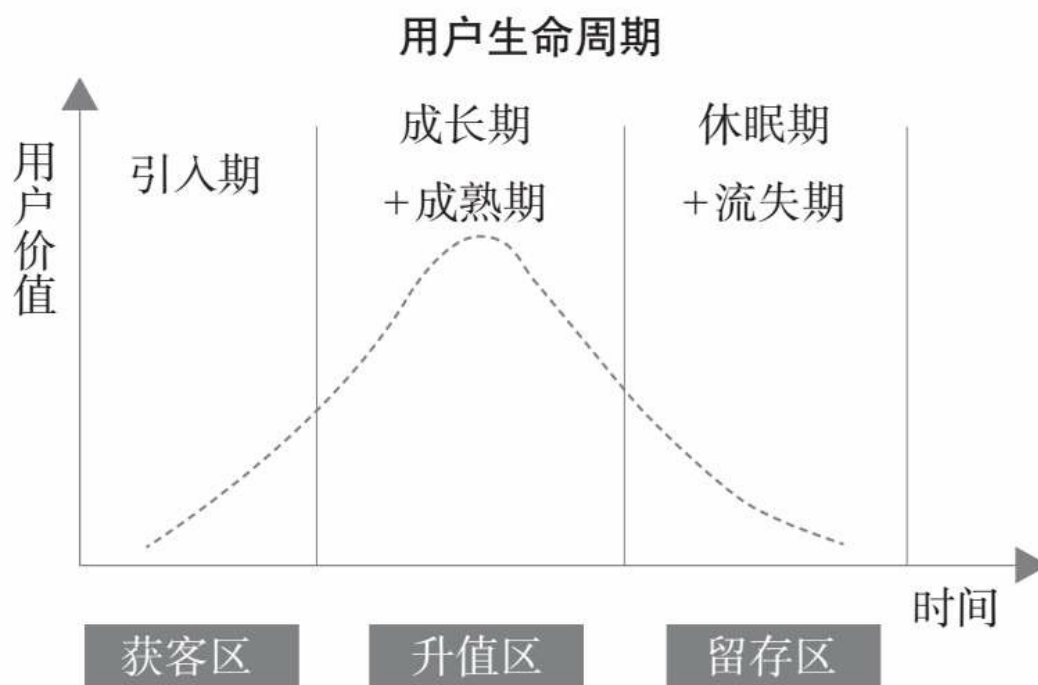 用户生命周期
用户价值
引入期
成长期
+成熟期
休眠期
+流失期
时间
获客区
升值区
留存区